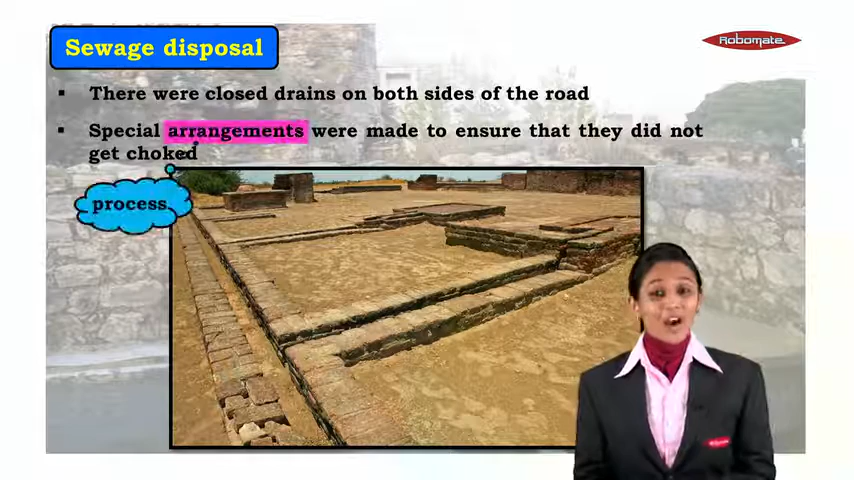 Sewage disposal
Robomate
There were closed drains on both sides of the road
Special arrangements were made to ensure that they did not
get choked
process